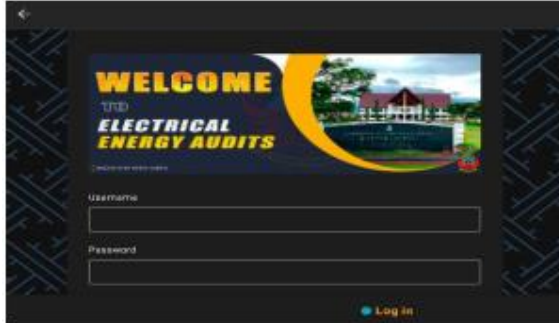 WELCOME
TO
ELECTRICAL
ENERGY AUDITS
Username
Password
Log in